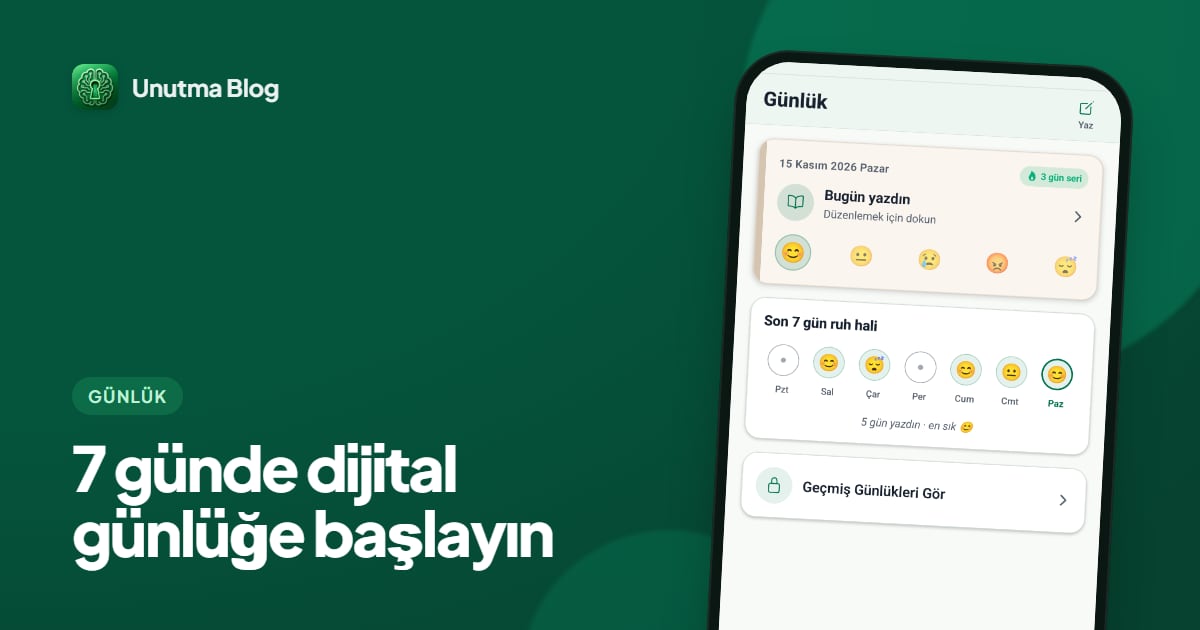 Unutma Blog
GÜNLÜK
7 günde dijital
günlüğe başlayın
Günlük
Yaz
15 Kasım 2026 Pazar
3 gün seri
Bugün yazdın
Düzenlemek için dokun
Son 7 gün ruh hali
Pzt Sal Çar Per Cum Cmt Paz
5 gün yazdın · en sık 😊
Geçmiş Günlükleri Gör